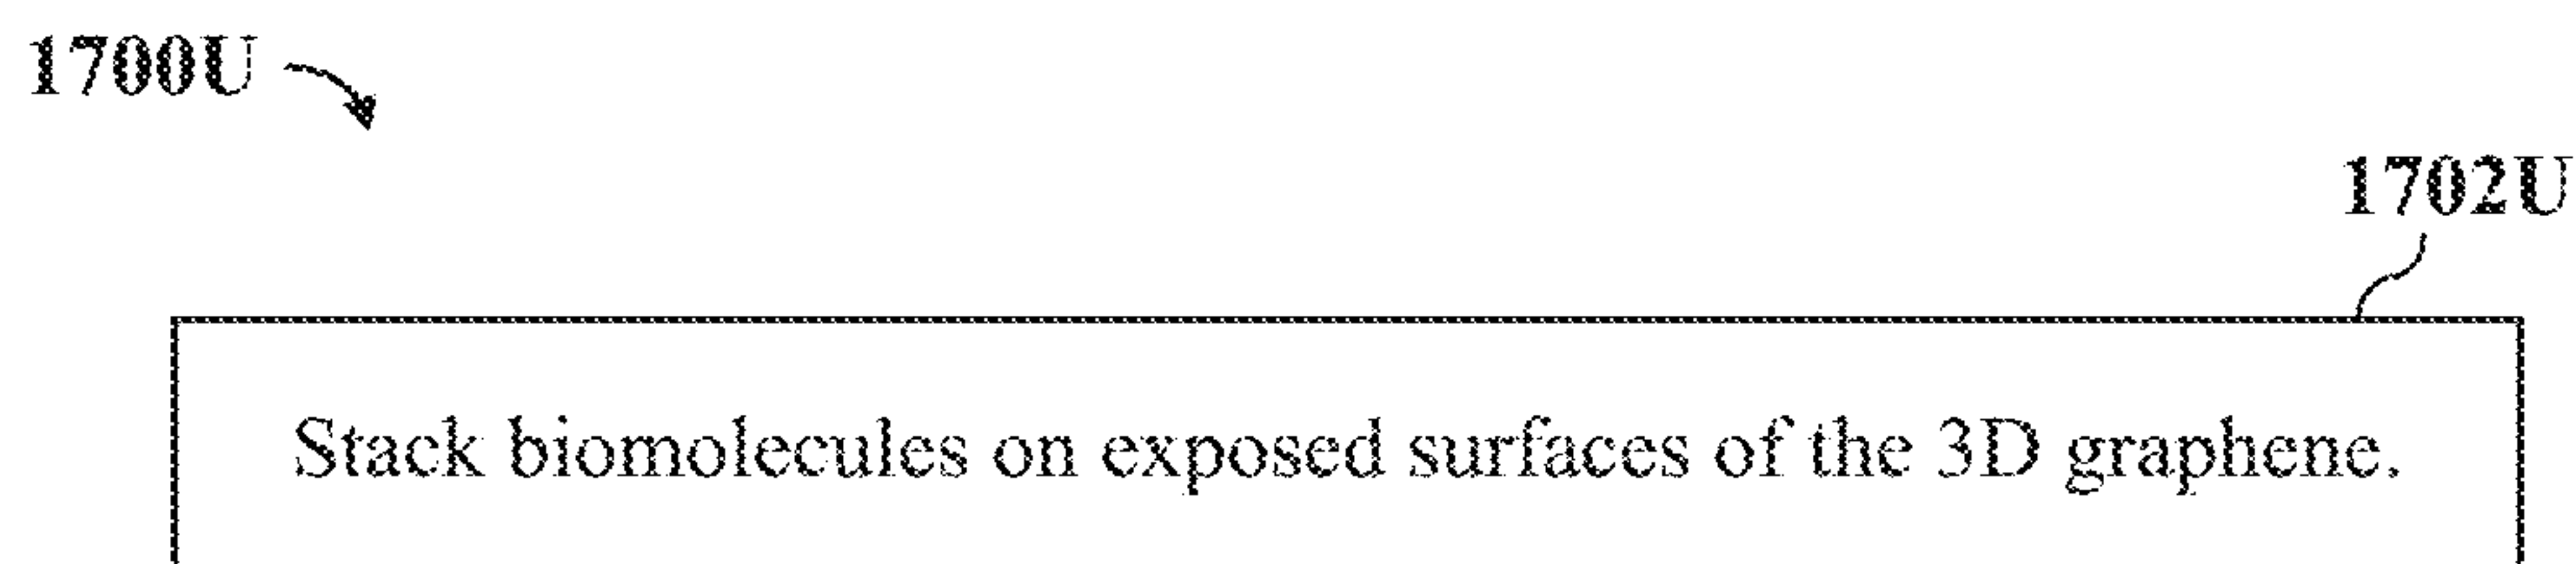 1700U
1702U
Stack biomolecules on exposed surfaces of the 3D graphene.